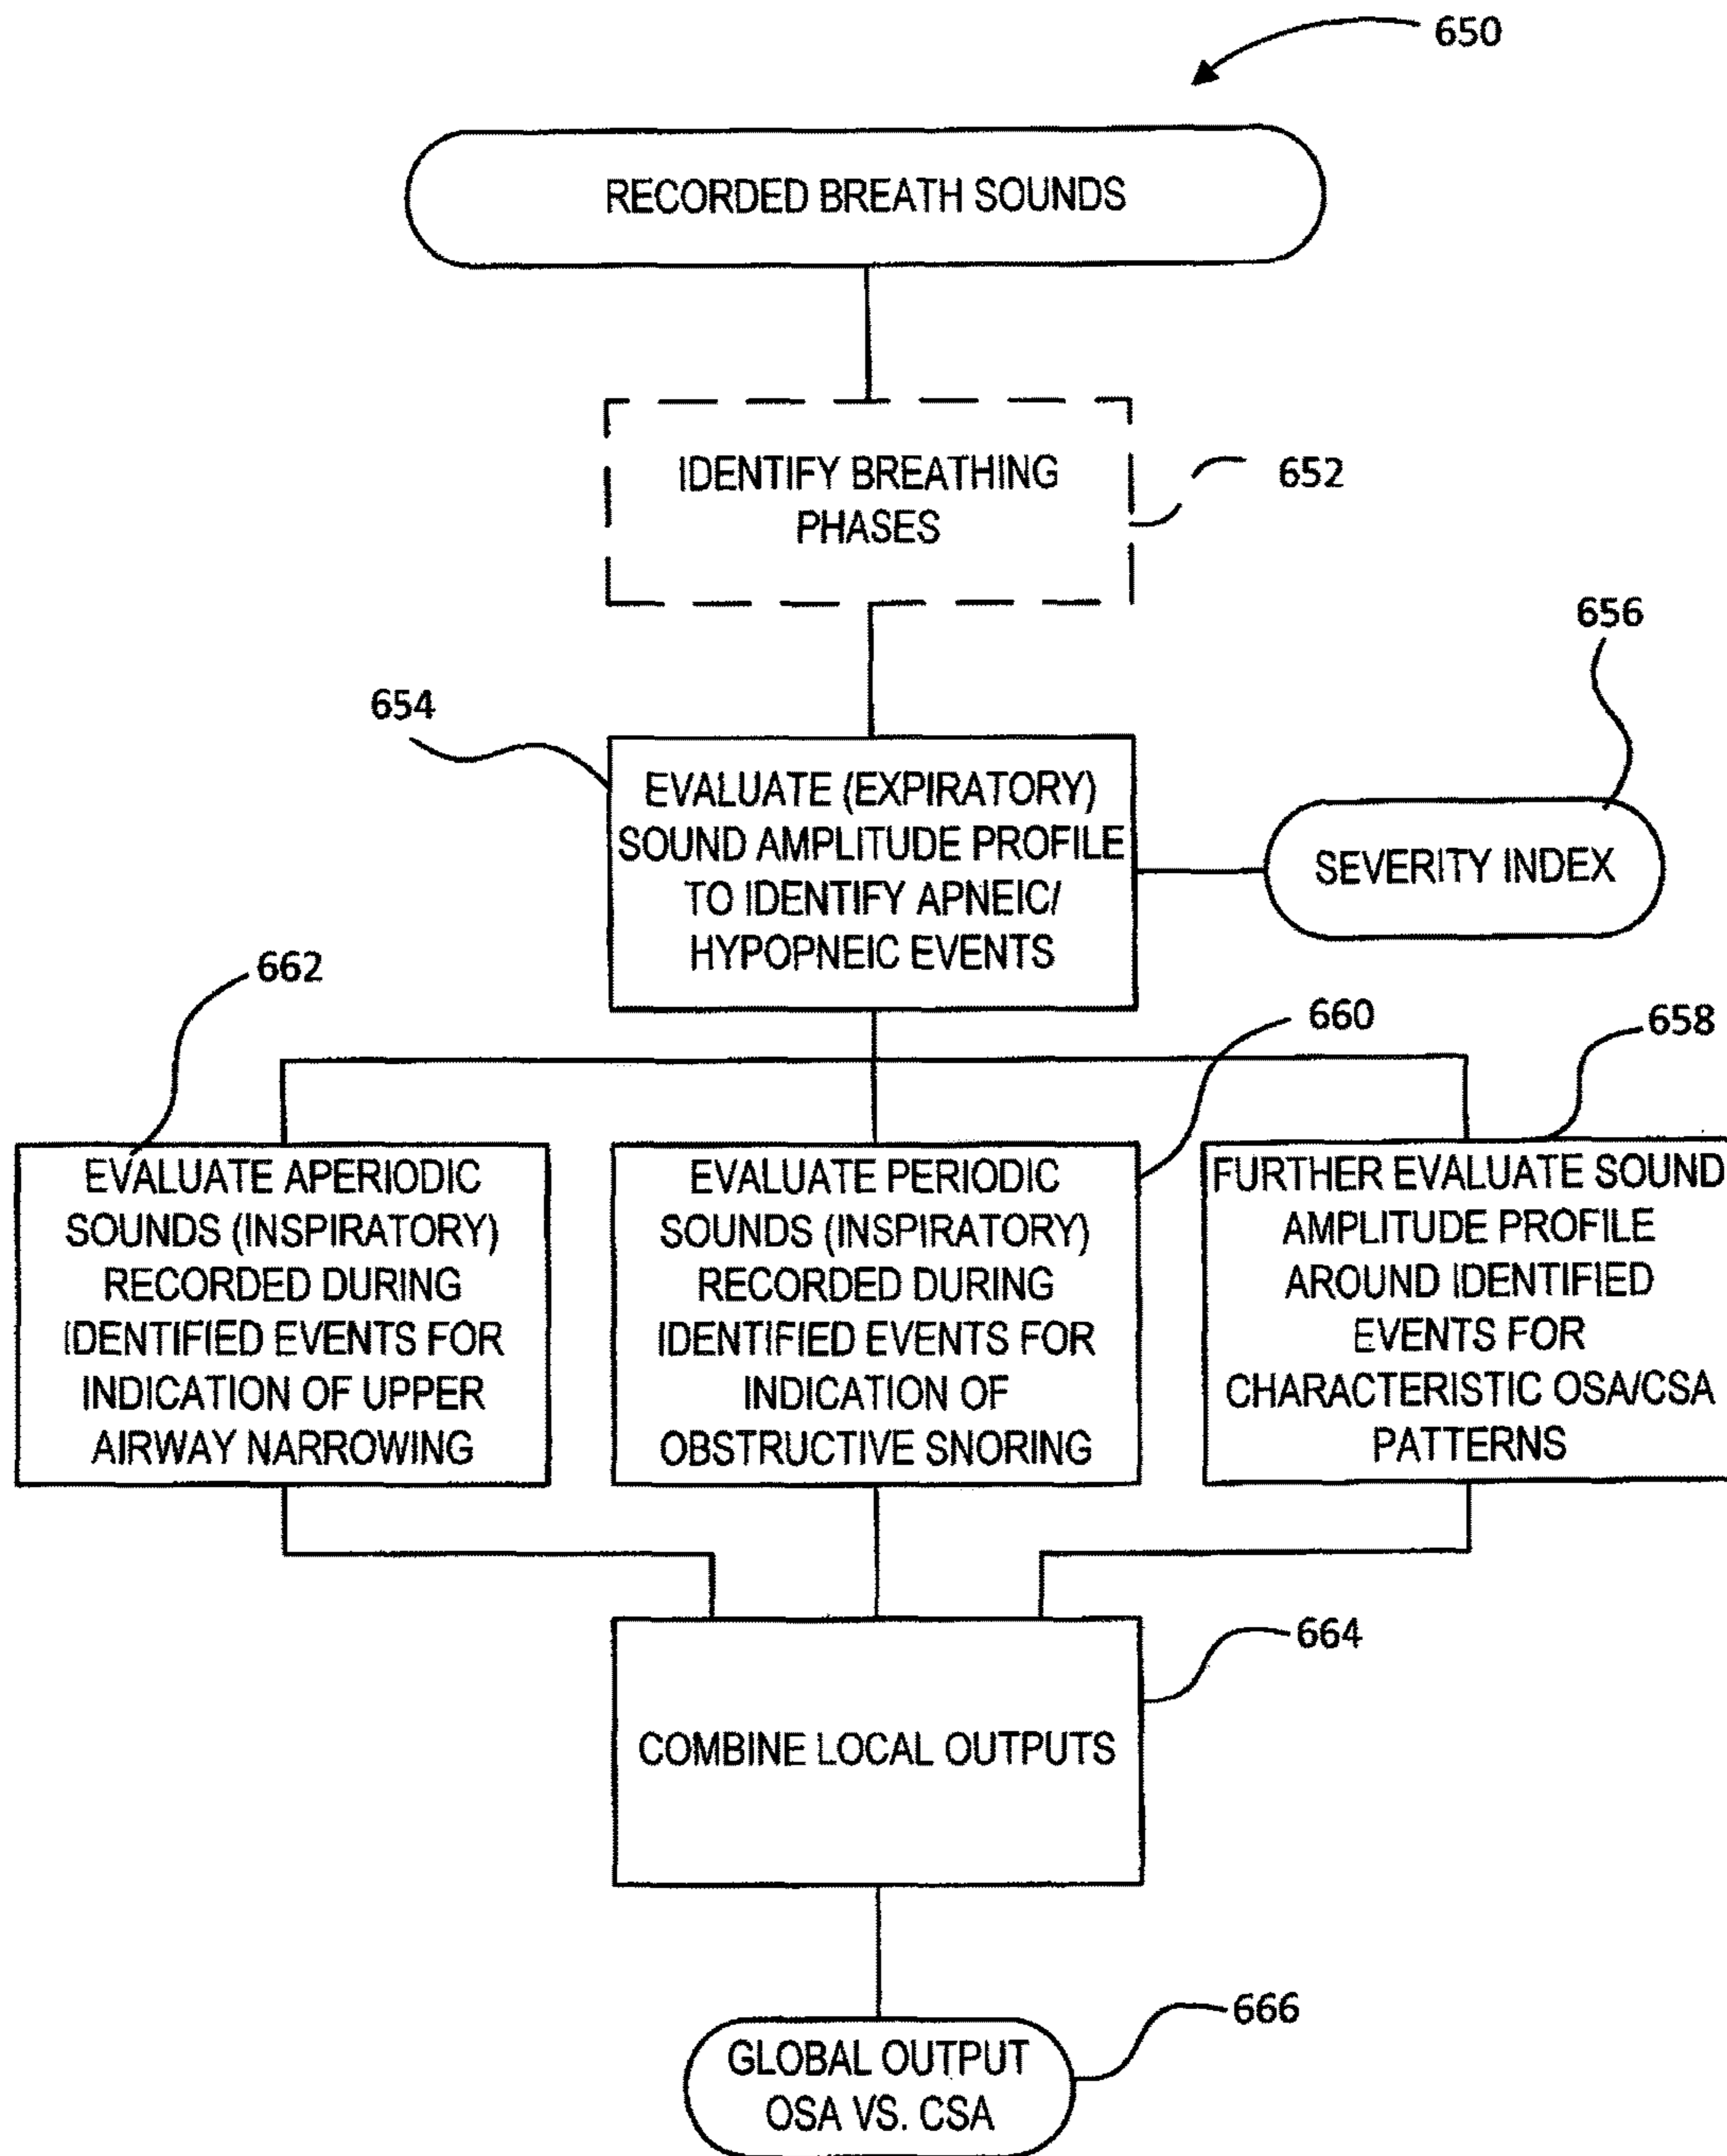 650
RECORDED BREATH SOUNDS
IDENTIFY BREATHING
PHASES
652
656
654
EVALUATE (EXPIRATORY)
SOUND AMPLITUDE PROFILE
TO IDENTIFY APNEIC/
HYPOPNEIC EVENTS
SEVERITY INDEX
662
660
658
EVALUATE APERIODIC
SOUNDS (INSPIRATORY)
RECORDED DURING
IDENTIFIED EVENTS FOR
INDICATION OF UPPER
AIRWAY NARROWING
EVALUATE PERIODIC
SOUNDS (INSPIRATORY)
RECORDED DURING
IDENTIFIED EVENTS FOR
INDICATION OF
OBSTRUCTIVE SNORING
FURTHER EVALUATE SOUND
AMPLITUDE PROFILE
AROUND IDENTIFIED
EVENTS FOR
CHARACTERISTIC OSA/CSA
PATTERNS
664
COMBINE LOCAL OUTPUTS
666
GLOBAL OUTPUT
OSA VS. CSA